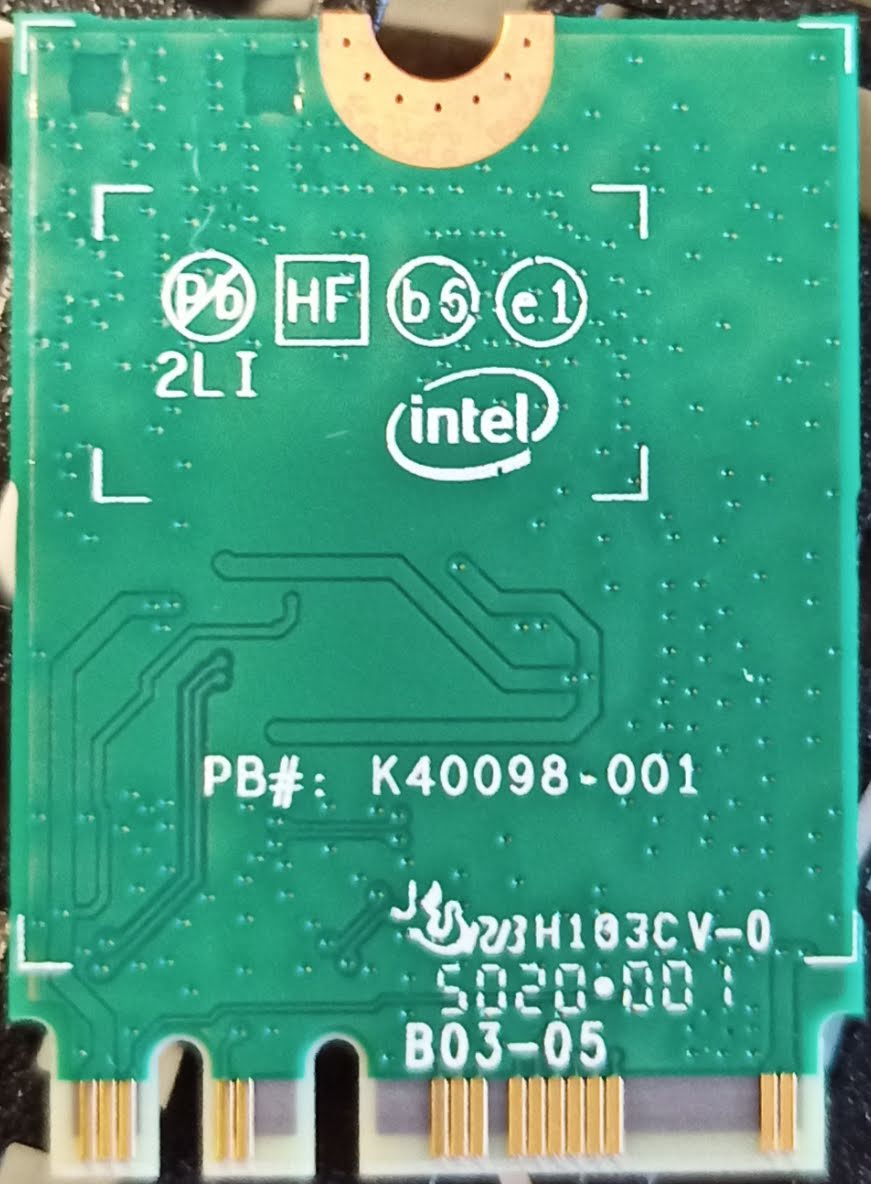 Pb HF b6 e1
2LI
intel
PB#: K40098-001
H103CV-0
5020•001
B03-05